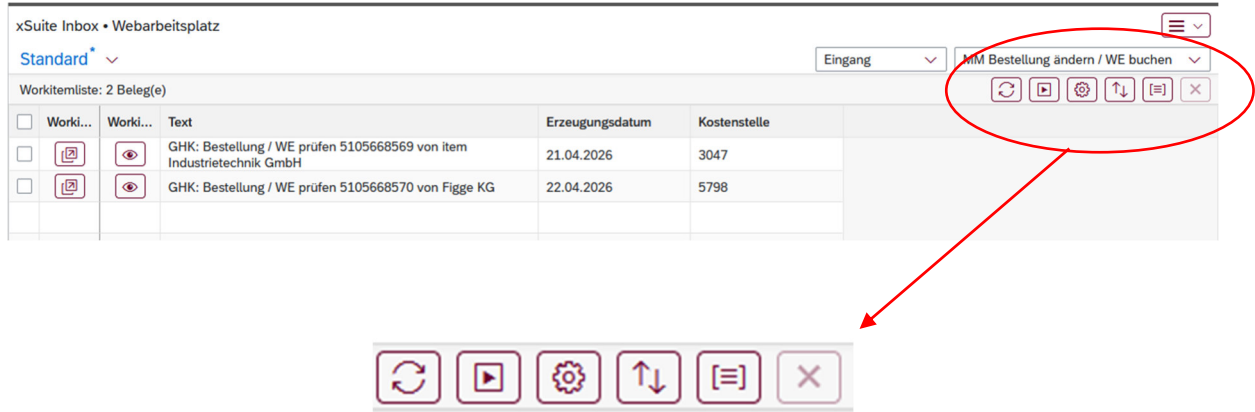 xSuite Inbox • Webarbeitsplatz
Standard*
Eingang
MM Bestellung ändern / WE buchen
Workitemliste: 2 Beleg(e)
Worki... Worki... Text Erzeugungsdatum Kostenstelle
GHK: Bestellung / WE prüfen 5105668569 von item
Industrietechnik GmbH
21.04.2026 3047
GHK: Bestellung / WE prüfen 5105668570 von Figge KG 22.04.2026 5798